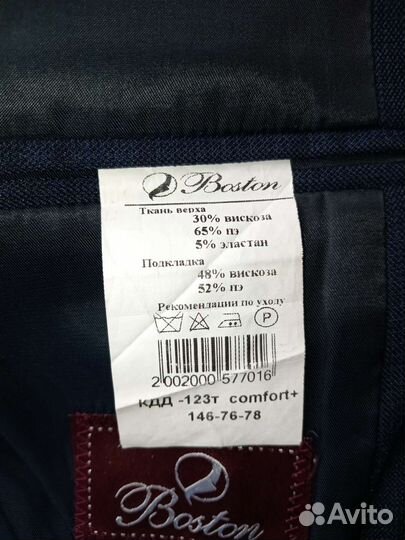 Boston
Ткань верха
30% вискоза
65% пэ
5% эластан
Подкладка
48% вискоза
52% пэ
Рекомендации по уходу
P
2 002000 577016
КДД -123т comfort+
146-76-78
Boston
Avito